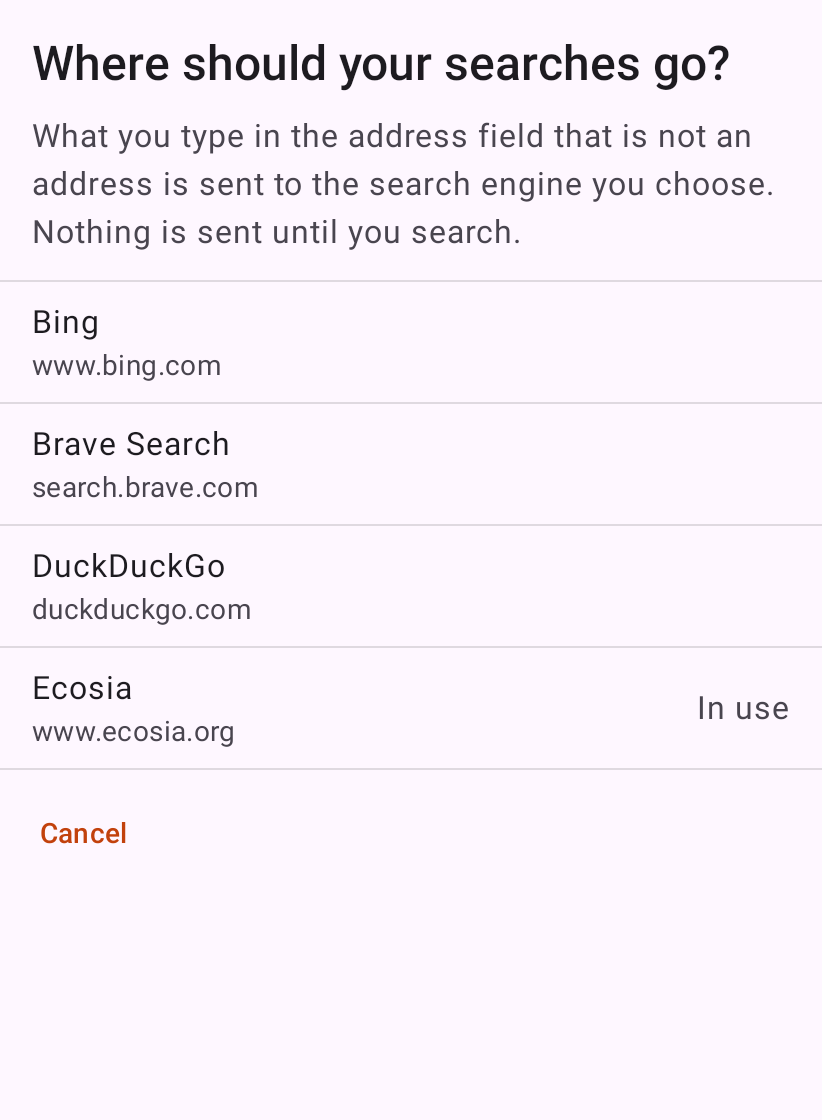 Where should your searches go?
What you type in the address field that is not an
address is sent to the search engine you choose.
Nothing is sent until you search.
Bing
www.bing.com
Brave Search
search.brave.com
DuckDuckGo
duckduckgo.com
Ecosia
www.ecosia.org
In use
Cancel